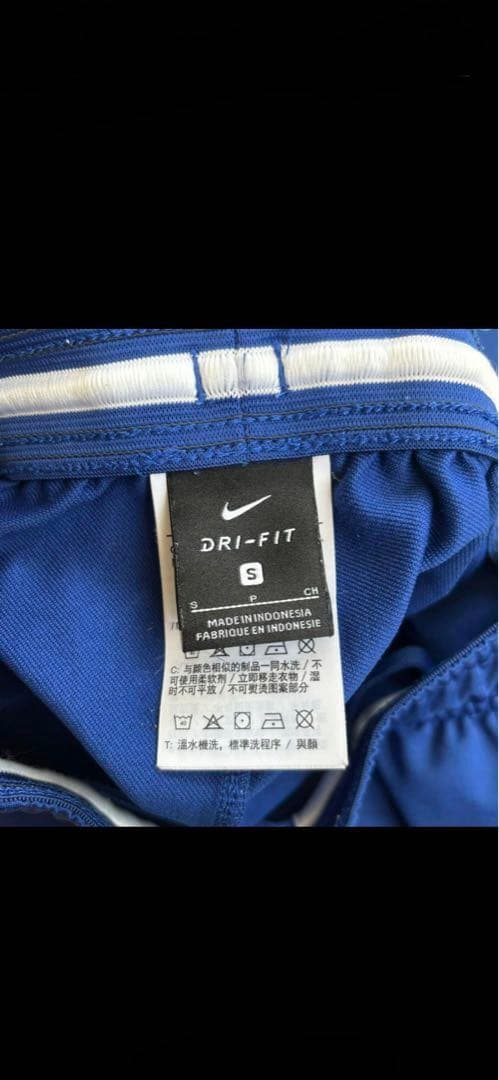 DRI-FIT
S
S P CH
MADE IN INDONESIA
FABRIQUE EN INDONESIE
C: 与颜色相似的制品一同水洗 / 不
可使用柔软剂 / 立即移走衣物 / 湿
时不可平放 / 不可熨烫图案部分
40
T: 溫水機洗, 標準洗程序 / 與顏